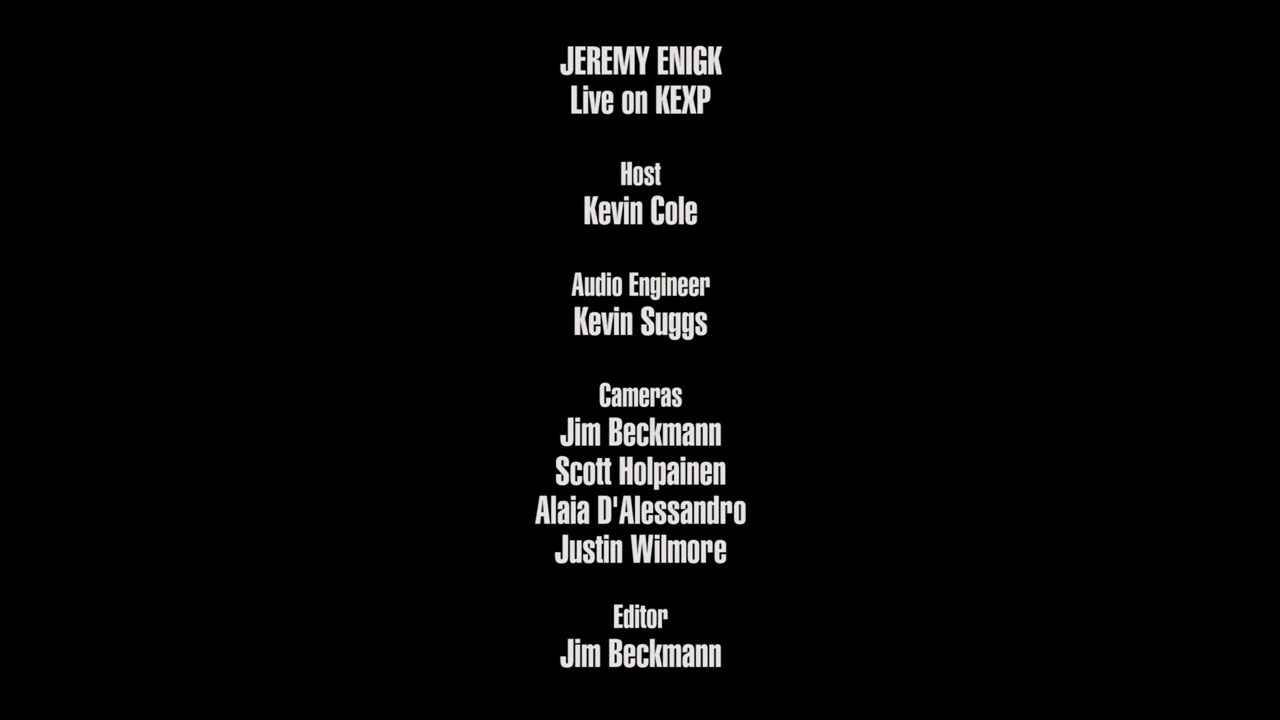 JEREMY ENIGK
Live on KEXP
Host
Kevin Cole
Audio Engineer
Kevin Suggs
Cameras
Jim Beckmann
Scott Holpainen
Alaia D'Alessandro
Justin Wilmore
Editor
Jim Beckmann